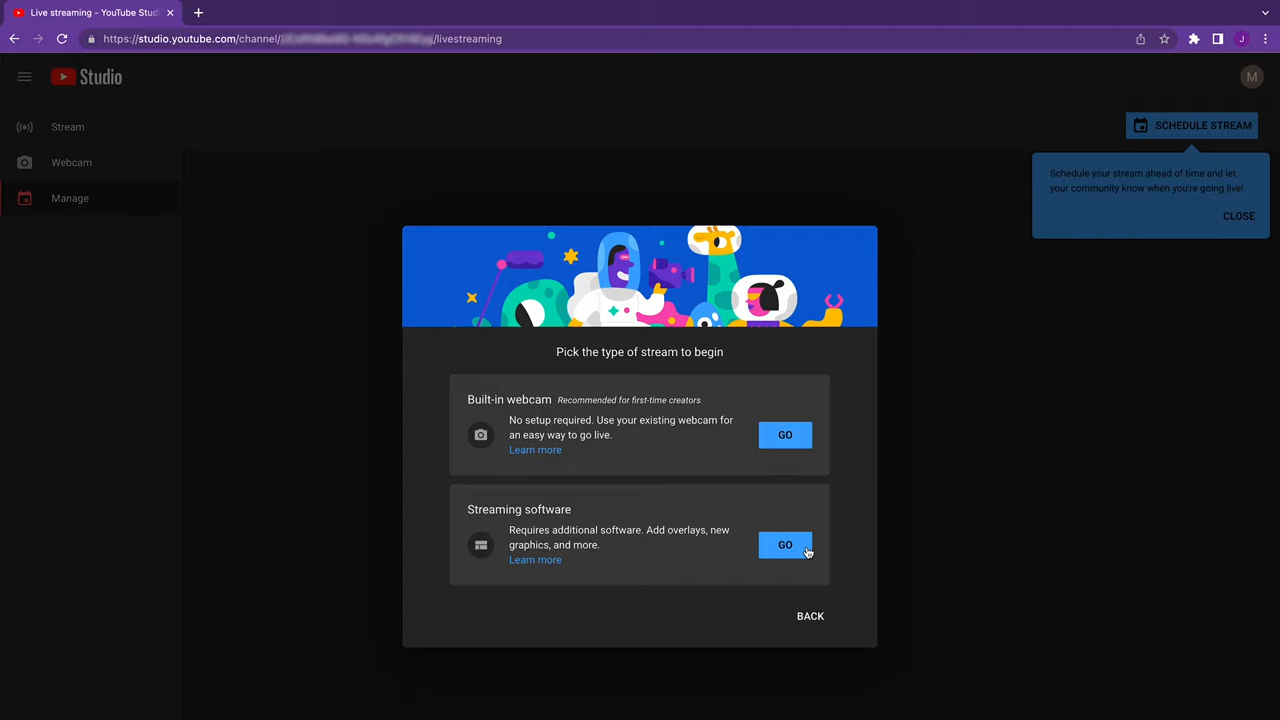 Live streaming - YouTube Studi
https://studio.youtube.com/channel/
/livestreaming
J
Studio
M
Stream
SCHEDULE STREAM
Webcam
Schedule your stream ahead of time and let
your community know when you're going live!
Manage
CLOSE
Pick the type of stream to begin
Built-in webcam Recommended for first-time creators
No setup required. Use your existing webcam for
an easy way to go live.
GO
Learn more
Streaming software
Requires additional software. Add overlays, new
graphics, and more.
GO
Learn more
BACK